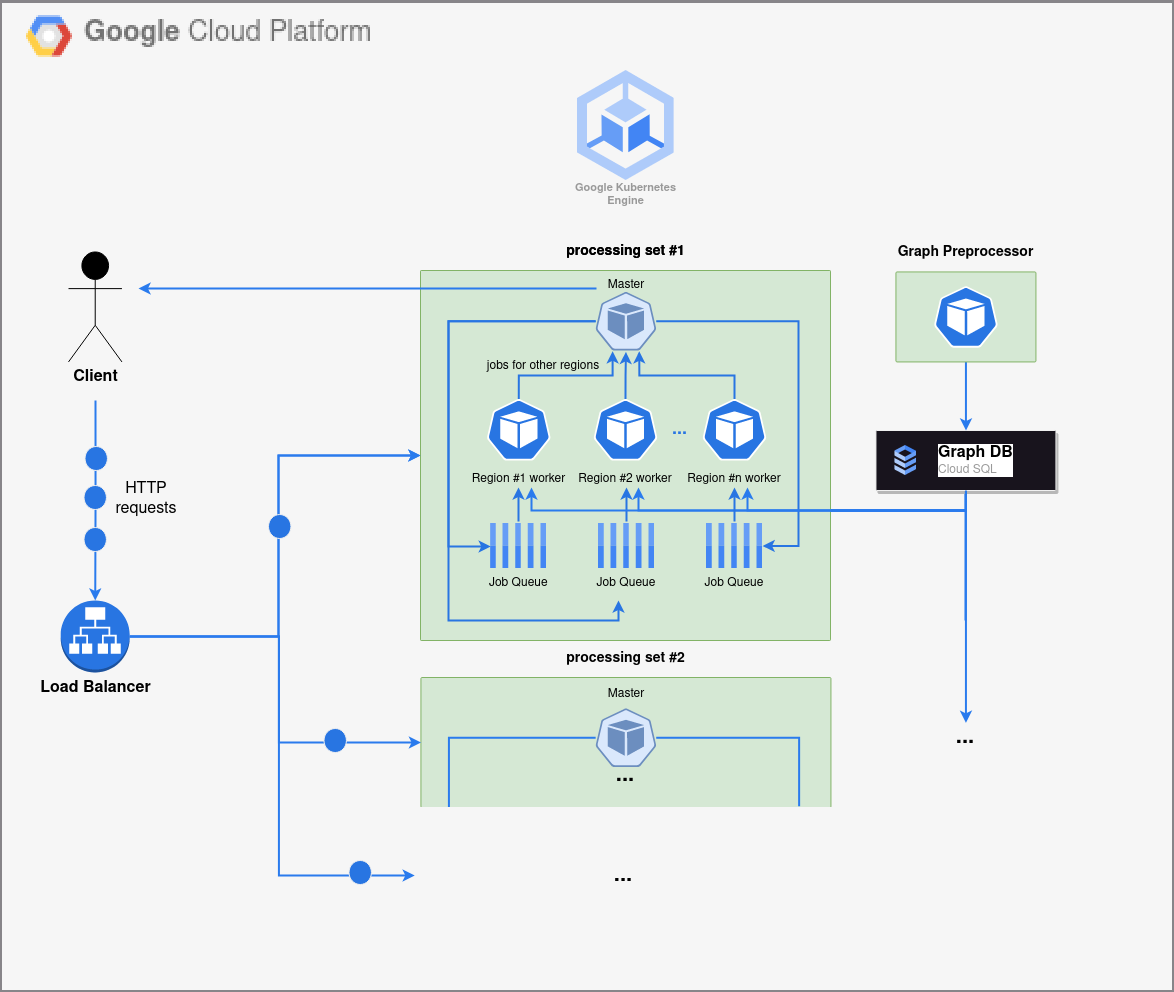 Google Cloud Platform
Google Kubernetes
Engine
processing set #1
Graph Preprocessor
Master
jobs for other regions
Client
...
Graph DB
Cloud SQL
Region #1 worker
Region #2 worker
Region #n worker
HTTP
requests
Job Queue
Job Queue
Job Queue
processing set #2
Load Balancer
Master
...
...
...